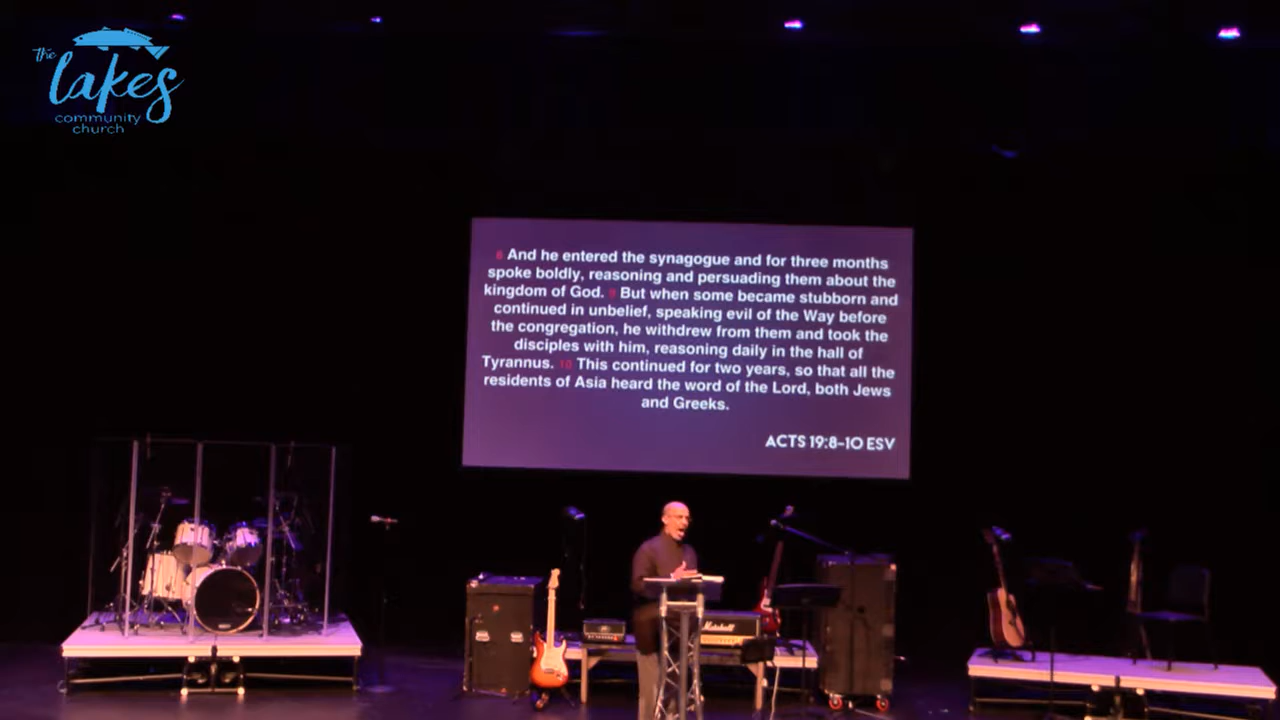 the
lakes
community
church
8 And he entered the synagogue and for three months
spoke boldly, reasoning and persuading them about the
kingdom of God. 9 But when some became stubborn and
continued in unbelief, speaking evil of the Way before
the congregation, he withdrew from them and took the
disciples with him, reasoning daily in the hall of
Tyrannus. 10 This continued for two years, so that all the
residents of Asia heard the word of the Lord, both Jews
and Greeks.
ACTS 19:8-10 ESV
Marshall